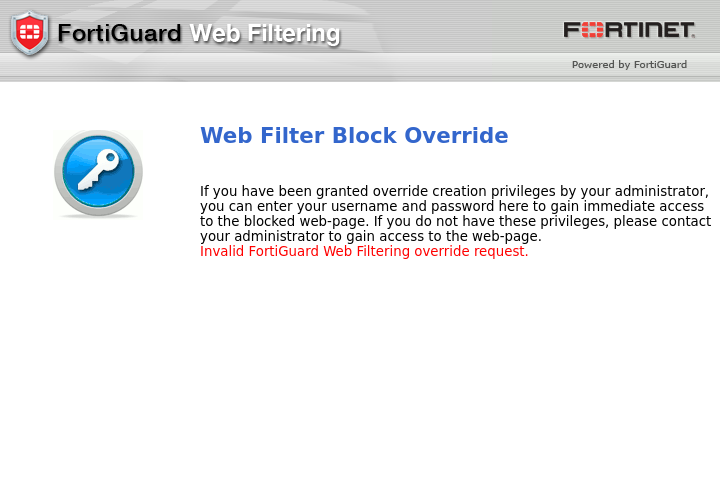 FortiGuard Web Filtering
FORTINET
Powered by FortiGuard
Web Filter Block Override
If you have been granted override creation privileges by your administrator,
you can enter your username and password here to gain immediate access
to the blocked web-page. If you do not have these privileges, please contact
your administrator to gain access to the web-page.
Invalid FortiGuard Web Filtering override request.